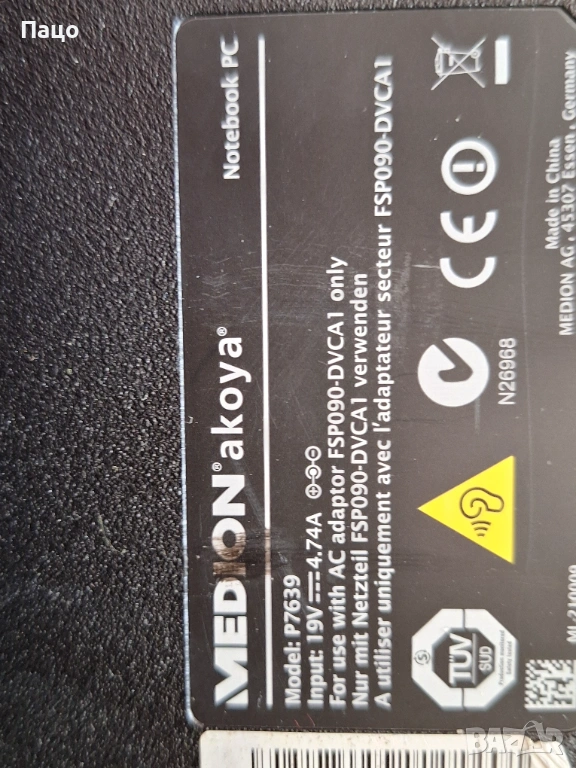 Пацо
MEDION® akoya® Notebook PC
Model: P7639
Input: 19V 4.74A
For use with AC adaptor FSP090-DVCA1 only
Nur mit Netzteil FSP090-DVCA1 verwenden
A utiliser uniquement avec l'adaptateur secteur FSP090-DVCA1
TÜV
SÜD
N26968
CE
Made in China
MEDION AG , 45307 Essen , Germany
BAZAR